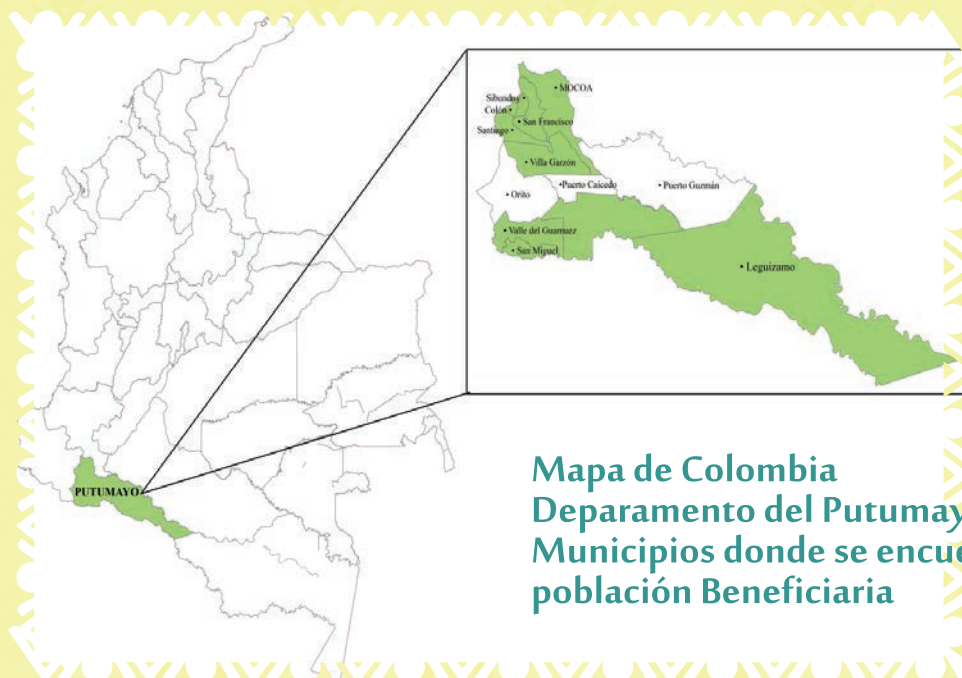 • MOCOA
Sibundoy •
Colón •
• San Francisco
Santiago •
• Villa Garzón
• Puerto Caicedo
• Puerto Guzmán
• Orito
• Valle del Guamuez
• San Miguel
• Leguizamo
PUTUMAYO
Mapa de Colombia
Deparamento del Putumay
Municipios donde se encue
población Beneficiaria